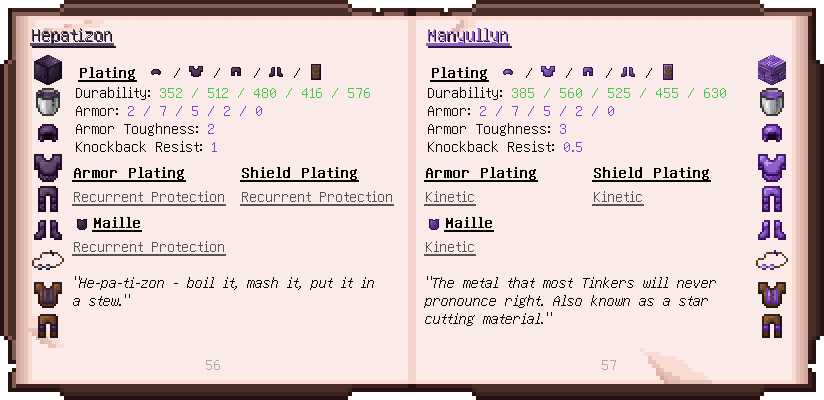 Hepatizon
Plating / / / /
Durability: 352 / 512 / 480 / 416 / 576
Armor: 2 / 7 / 5 / 2 / 0
Armor Toughness: 2
Knockback Resist: 1
Armor Plating Shield Plating
Recurrent Protection Recurrent Protection
Maille
Recurrent Protection
"He-pa-ti-zon - boil it, mash it, put it in
a stew."
56
Manyullyn
Plating / / / /
Durability: 385 / 560 / 525 / 455 / 630
Armor: 2 / 7 / 5 / 2 / 0
Armor Toughness: 3
Knockback Resist: 0.5
Armor Plating Shield Plating
Kinetic Kinetic
Maille
Kinetic
"The metal that most Tinkers will never
pronounce right. Also known as a star
cutting material."
57